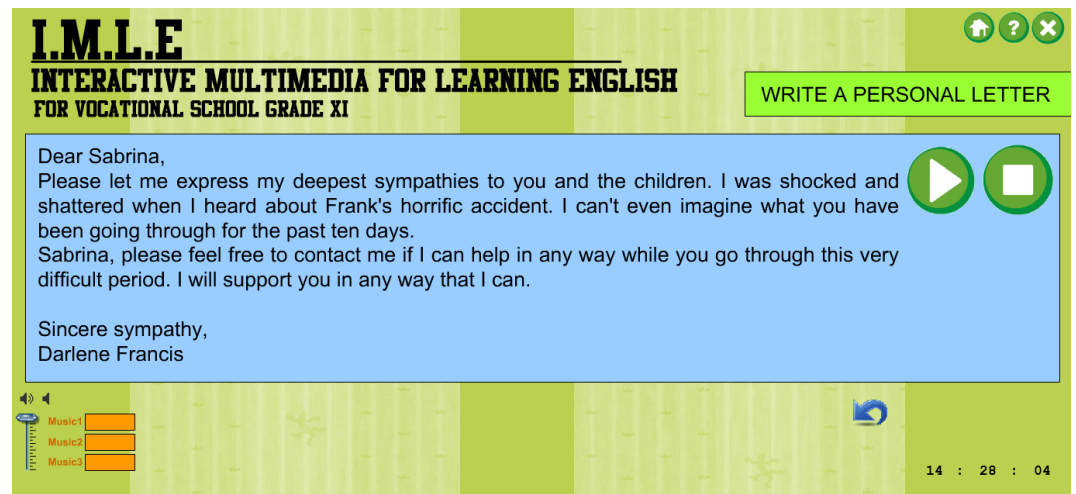 I.M.L.E
INTERACTIVE MULTIMEDIA FOR LEARNING ENGLISH
FOR VOCATIONAL SCHOOL GRADE XI
?
WRITE A PERSONAL LETTER
Dear Sabrina,
Please let me express my deepest sympathies to you and the children. I was shocked and
shattered when I heard about Frank's horrific accident. I can't even imagine what you have
been going through for the past ten days.
Sabrina, please feel free to contact me if I can help in any way while you go through this very
difficult period. I will support you in any way that I can.
Sincere sympathy,
Darlene Francis
Music1
Music2
Music3
14 : 28 : 04